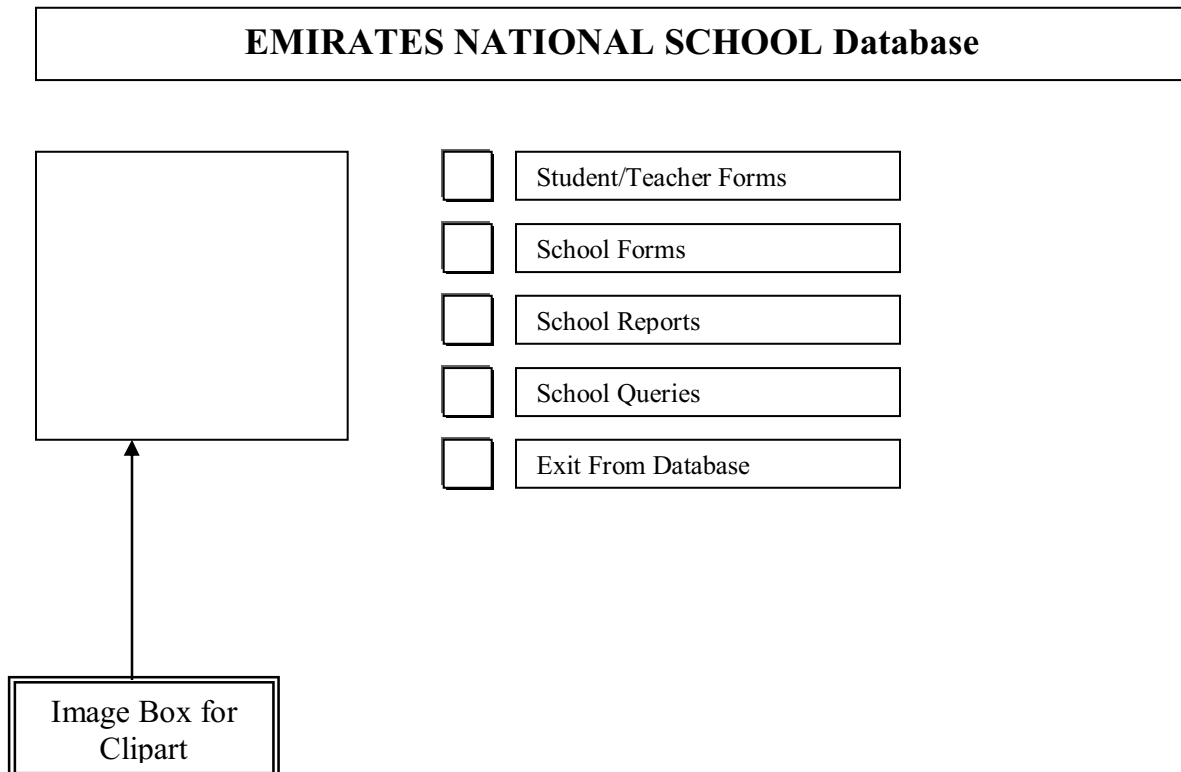 EMIRATES NATIONAL SCHOOL Database
Student/Teacher Forms
School Forms
School Reports
School Queries
Exit From Database
Image Box for
Clipart